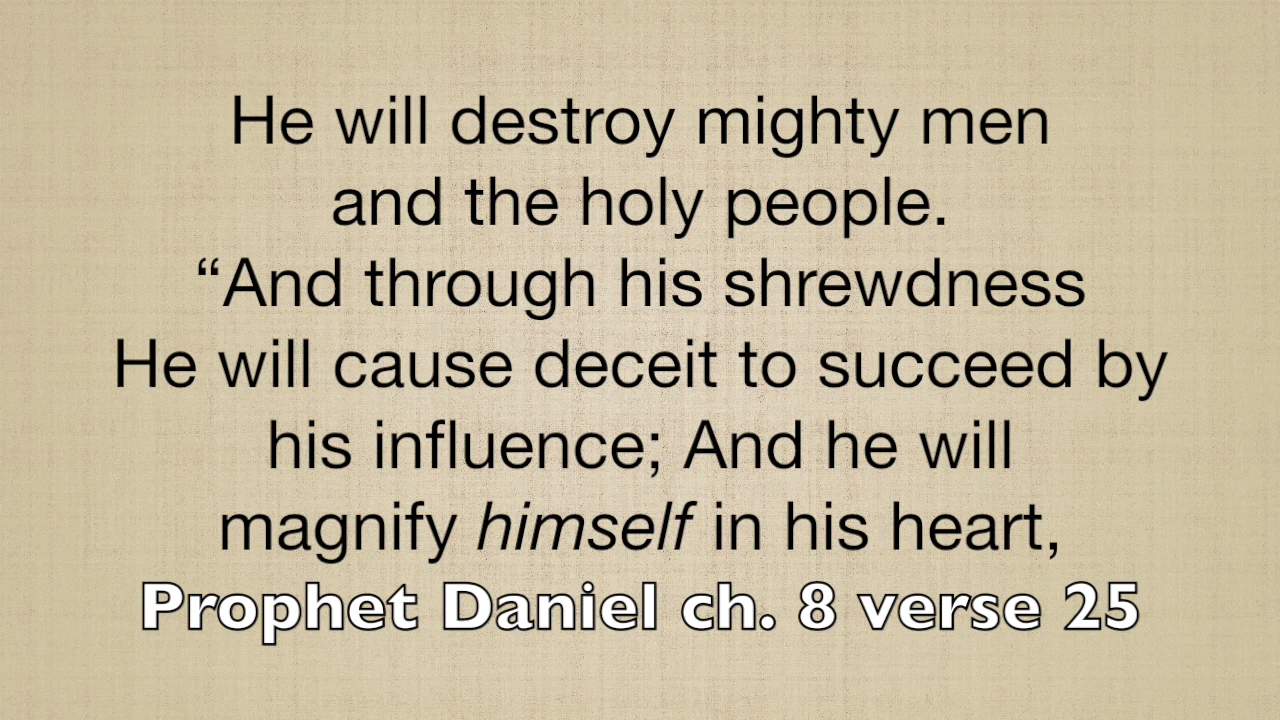 He will destroy mighty men
and the holy people.
“And through his shrewdness
He will cause deceit to succeed by
his influence; And he will
magnify himself in his heart,
Prophet Daniel ch. 8 verse 25